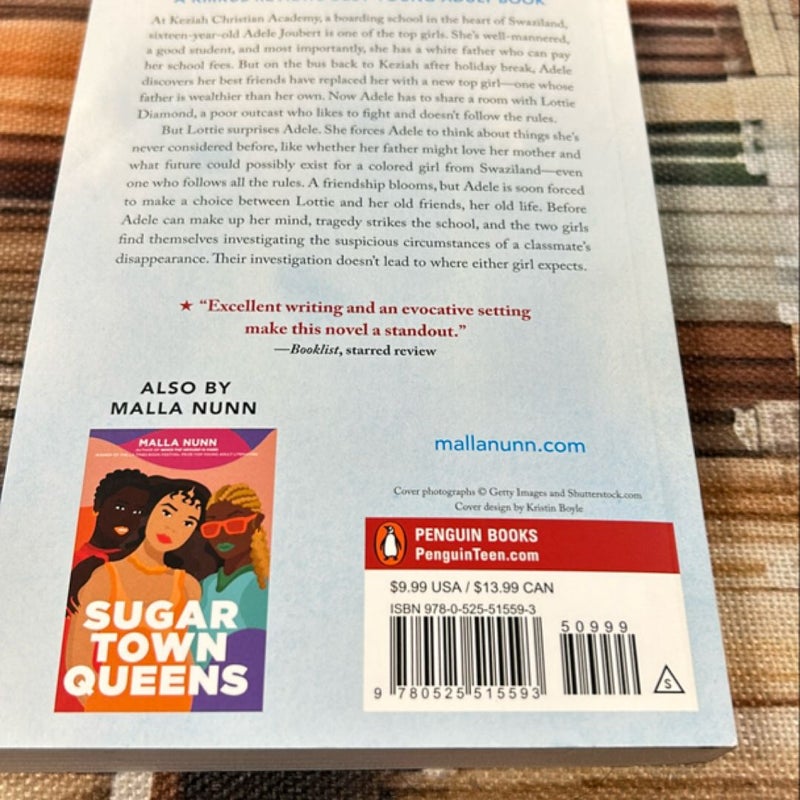 A KIRKUS REVIEWS BEST YOUNG ADULT BOOK
At Keziah Christian Academy, a boarding school in the heart of Swaziland,
sixteen-year-old Adele Joubert is one of the top girls. She's well-mannered,
a good student, and most importantly, she has a white father who can pay
her school fees. But on the bus back to Keziah after holiday break, Adele
discovers her best friends have replaced her with a new top girl—one whose
father is wealthier than her own. Now Adele has to share a room with Lottie
Diamond, a poor outcast who likes to fight and doesn't follow the rules.
But Lottie surprises Adele. She forces Adele to think about things she's
never considered before, like whether her father might love her mother and
what future could possibly exist for a colored girl from Swaziland—even
one who follows all the rules. A friendship blooms, but Adele is soon forced
to make a choice between Lottie and her old friends, her old life. Before
Adele can make up her mind, tragedy strikes the school, and the two girls
find themselves investigating the suspicious circumstances of a classmate's
disappearance. Their investigation doesn't lead to where either girl expects.
★ “Excellent writing and an evocative setting
make this novel a standout.”
—Booklist, starred review
ALSO BY
MALLA NUNN
MALLA NUNN
SUGAR
TOWN
QUEENS
mallanunn.com
Cover photographs © Getty Images and Shutterstock.com
Cover design by Kristin Boyle
PENGUIN BOOKS
PenguinTeen.com
$9.99 USA / $13.99 CAN
ISBN 978-0-525-51559-3
50999
9 780525 515593
S